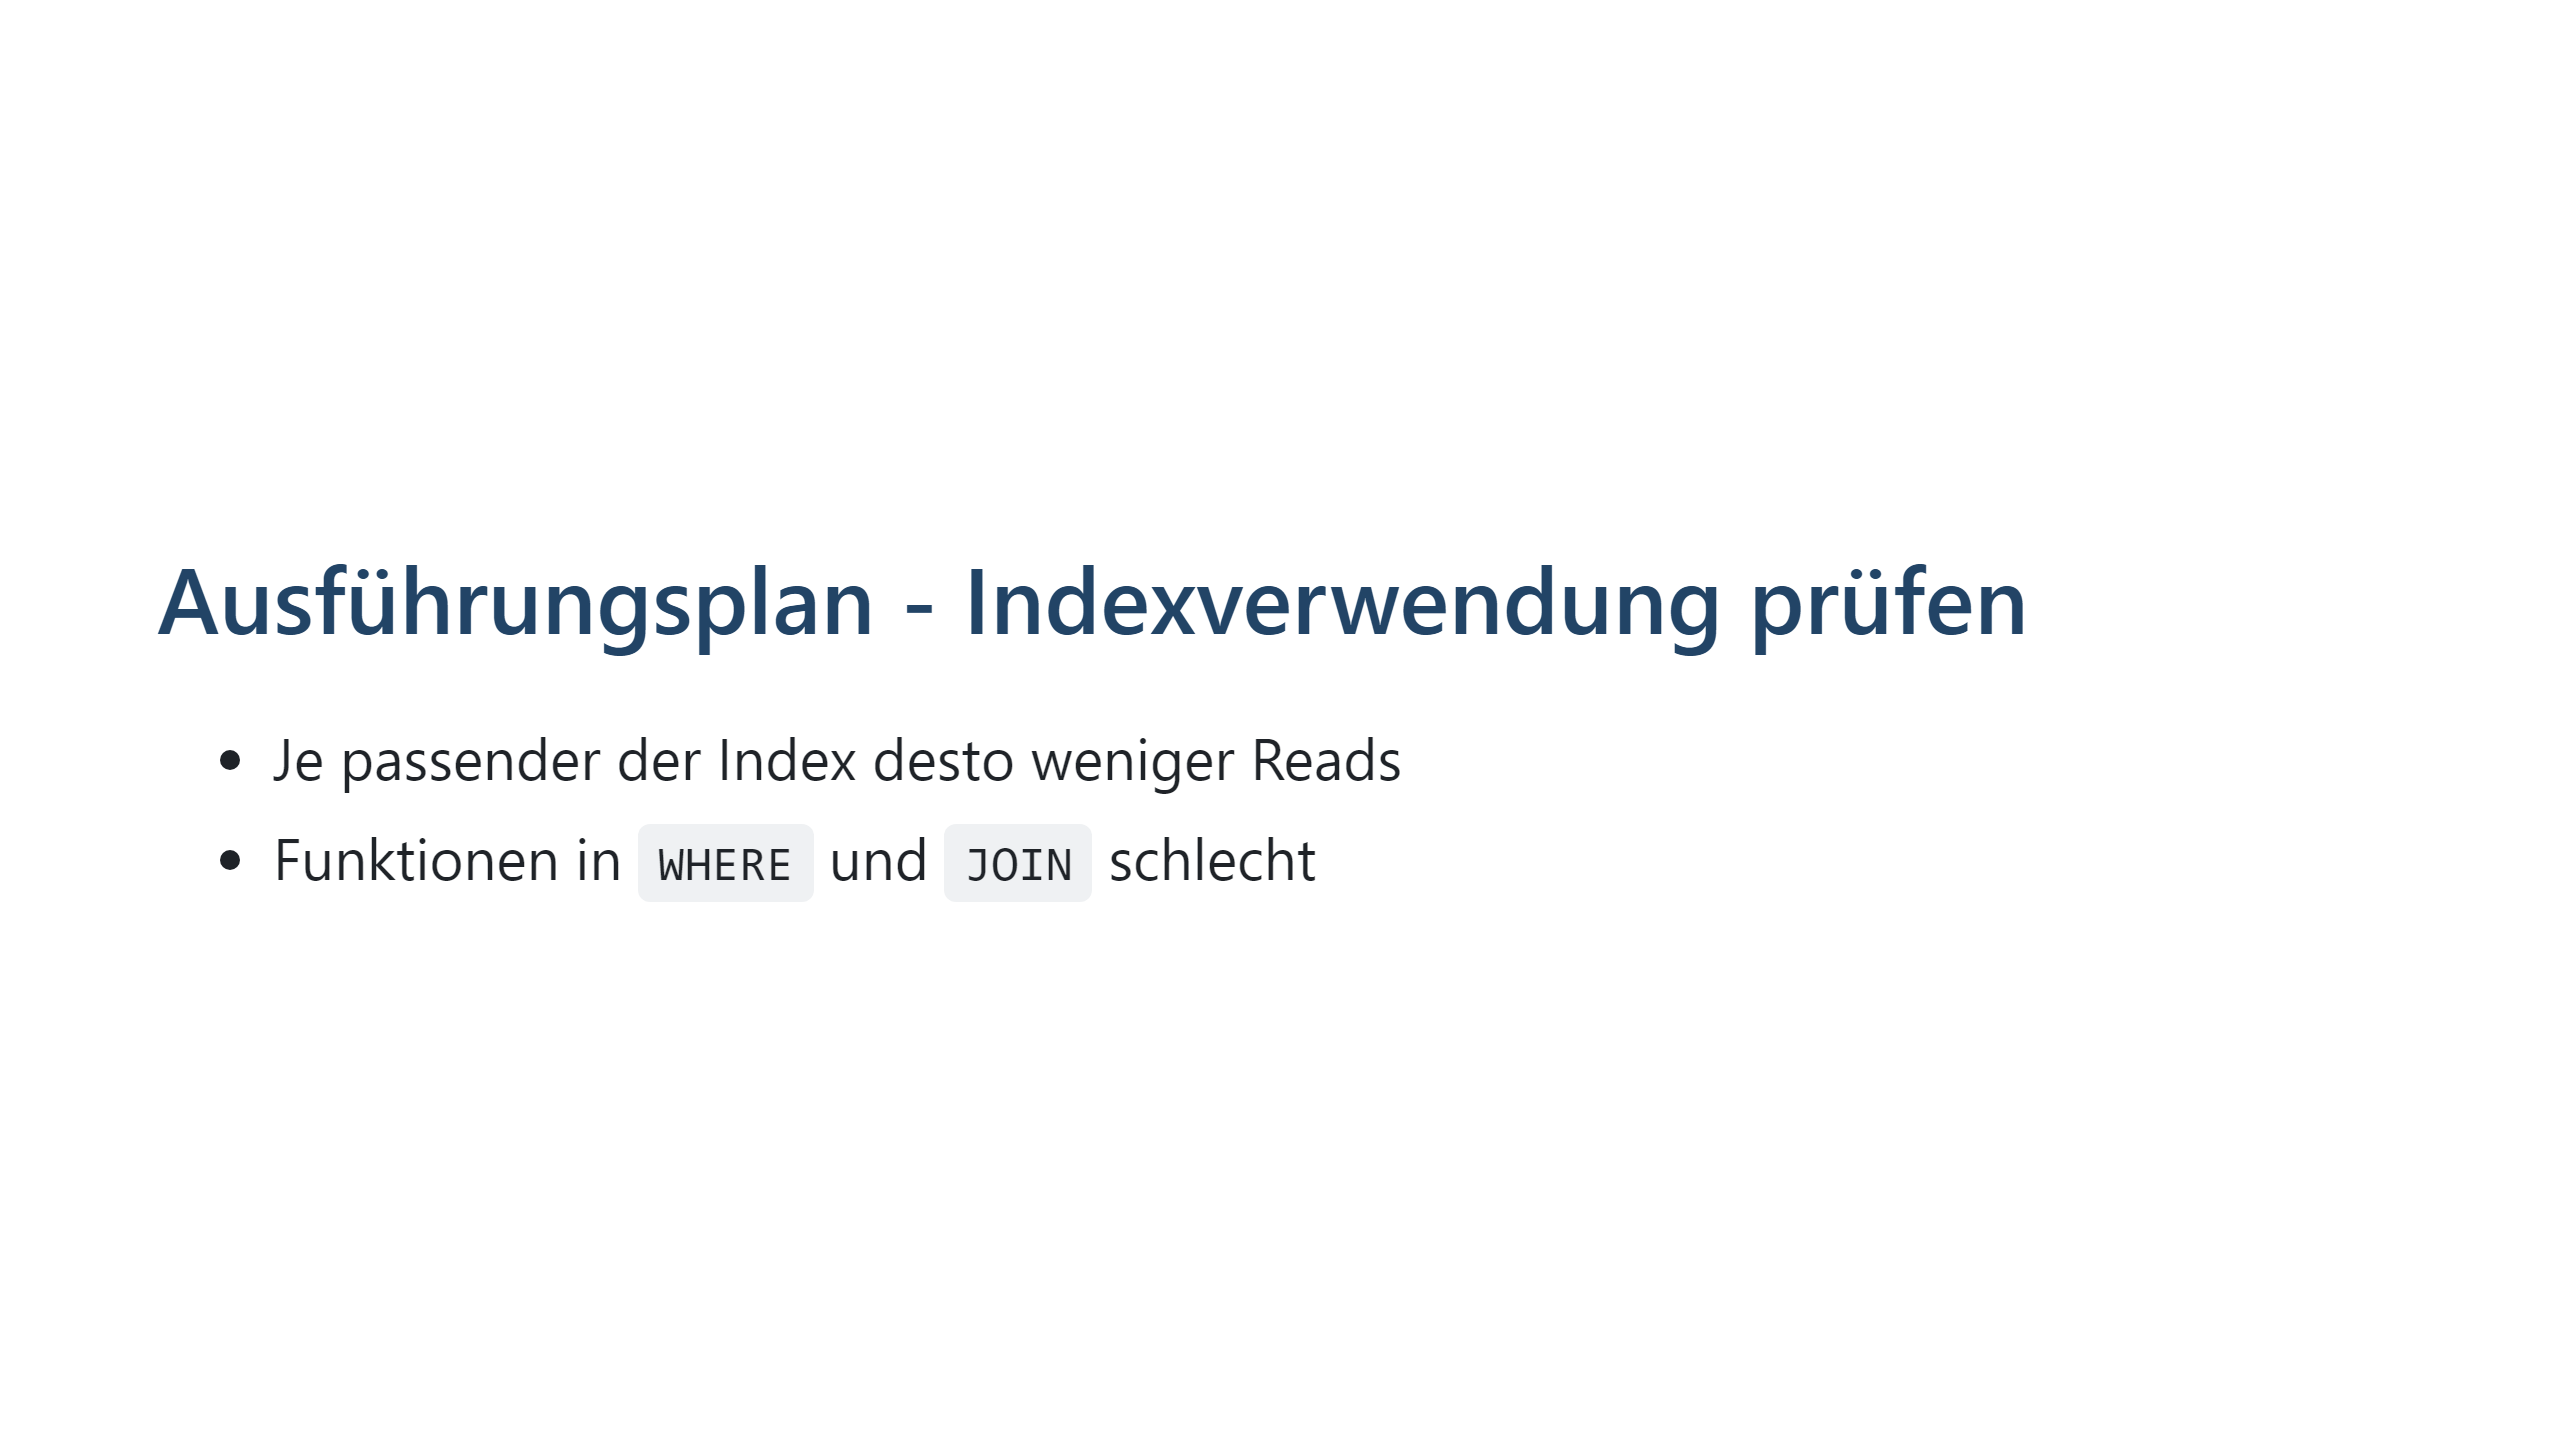 Ausführungsplan - Indexverwendung prüfen
Je passender der Index desto weniger Reads
Funktionen in WHERE und JOIN schlecht